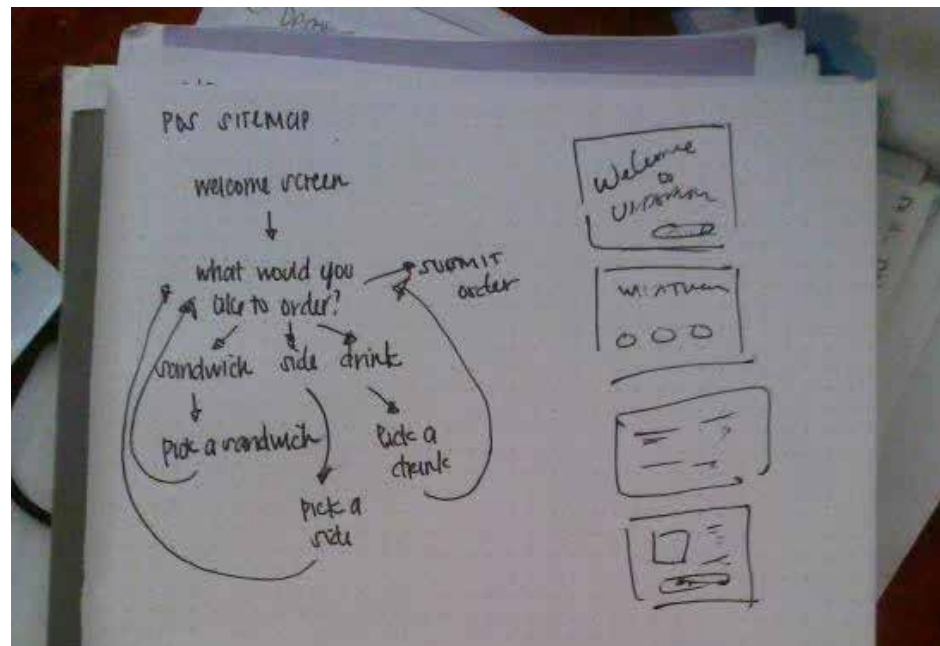 POS SITEMAP
welcome screen
what would you
like to order?
submit
order
sandwich side drink
pick a sandwich
pick a
drink
pick a
side
Welcome
to